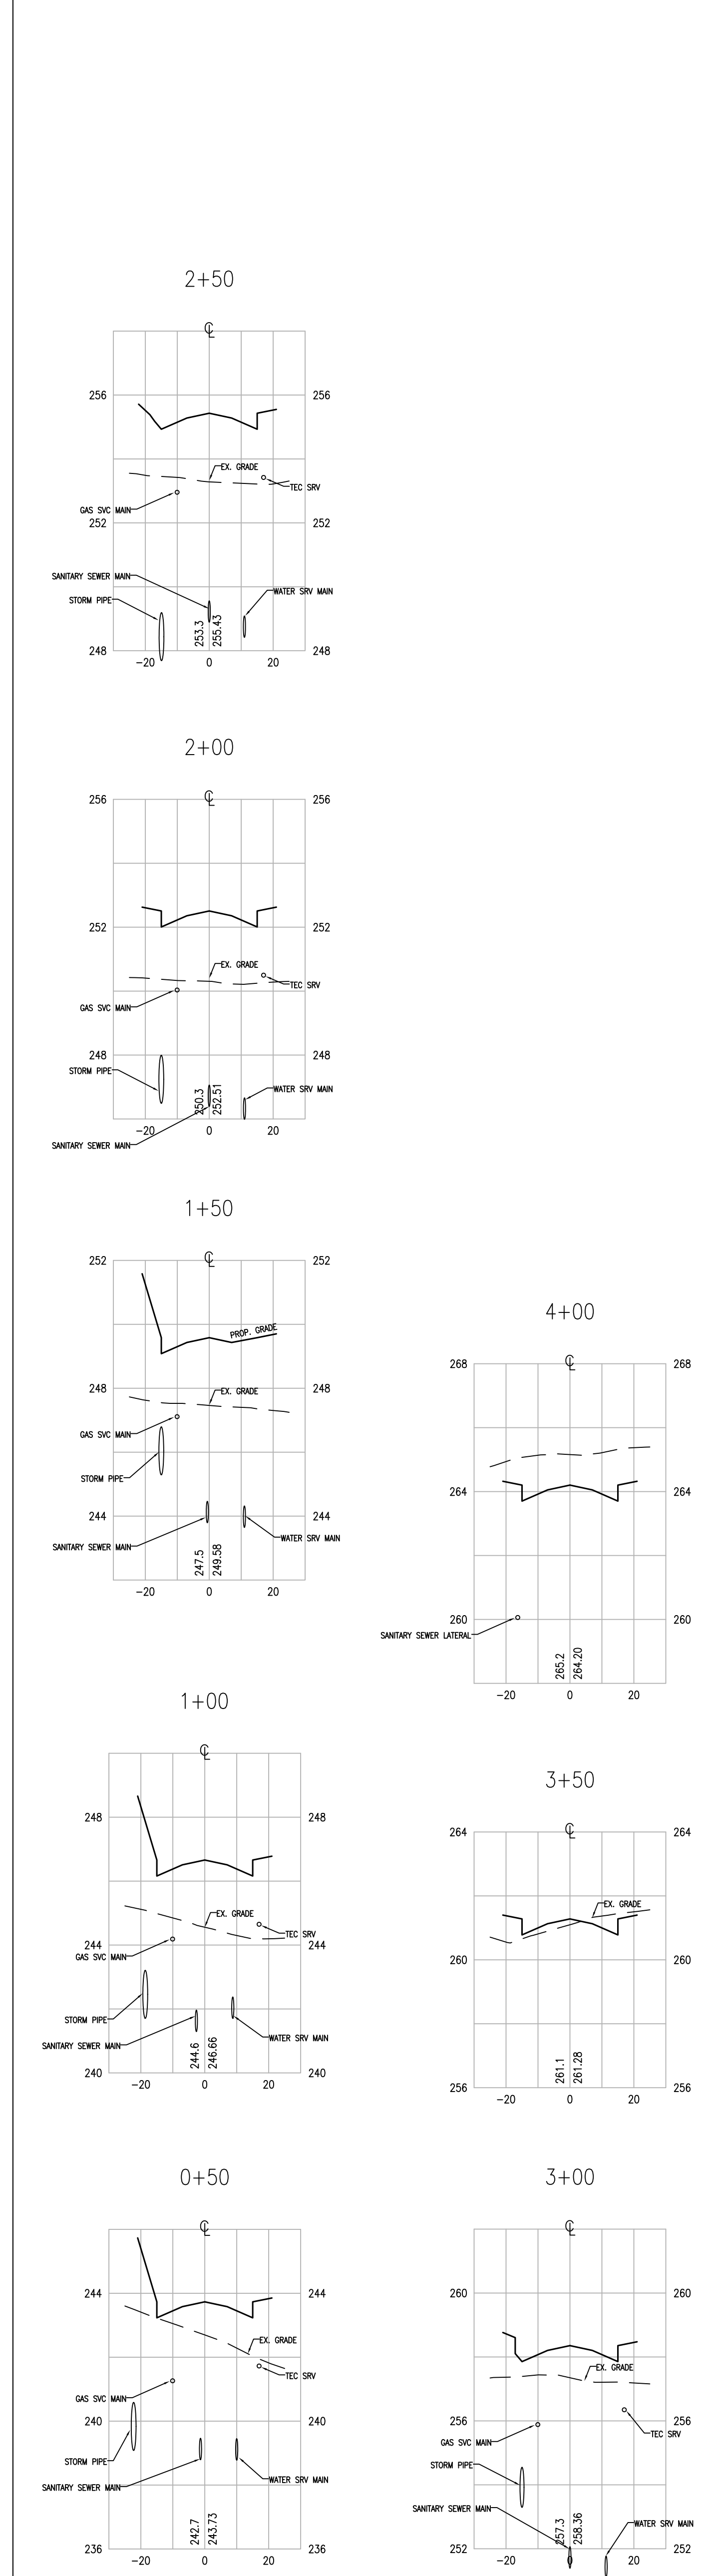 2+50
℄
256 256
EX. GRADE
TEC SRV
GAS SVC MAIN
252 252
SANITARY SEWER MAIN
WATER SRV MAIN
STORM PIPE
253.3
255.43
248 248
-20 0 20
2+00
℄
256 256
252 252
EX. GRADE
TEC SRV
GAS SVC MAIN
248 248
STORM PIPE
WATER SRV MAIN
250.3
252.51
-20 0 20
SANITARY SEWER MAIN
1+50
℄
252 252
PROP. GRADE
248 248
EX. GRADE
GAS SVC MAIN
STORM PIPE
244 244
WATER SRV MAIN
SANITARY SEWER MAIN
247.5
249.58
-20 0 20
1+00
℄
248 248
EX. GRADE
TEC SRV
244 244
GAS SVC MAIN
STORM PIPE
WATER SRV MAIN
SANITARY SEWER MAIN
244.6
246.66
240 240
-20 0 20
0+50
℄
244 244
EX. GRADE
TEC SRV
GAS SVC MAIN
240 240
STORM PIPE
WATER SRV MAIN
SANITARY SEWER MAIN
242.7
243.73
236 236
4+00
℄
268 268
264 264
260 260
SANITARY SEWER LATERAL
265.2
264.20
-20 0 20
3+50
℄
264 264
EX. GRADE
260 260
261.1
261.28
256 256
-20 0 20
3+00
℄
260 260
EX. GRADE
256 256
TEC SRV
GAS SVC MAIN
STORM PIPE
SANITARY SEWER MAIN
WATER SRV MAIN
257.3
258.36
252 252
-20 0 20